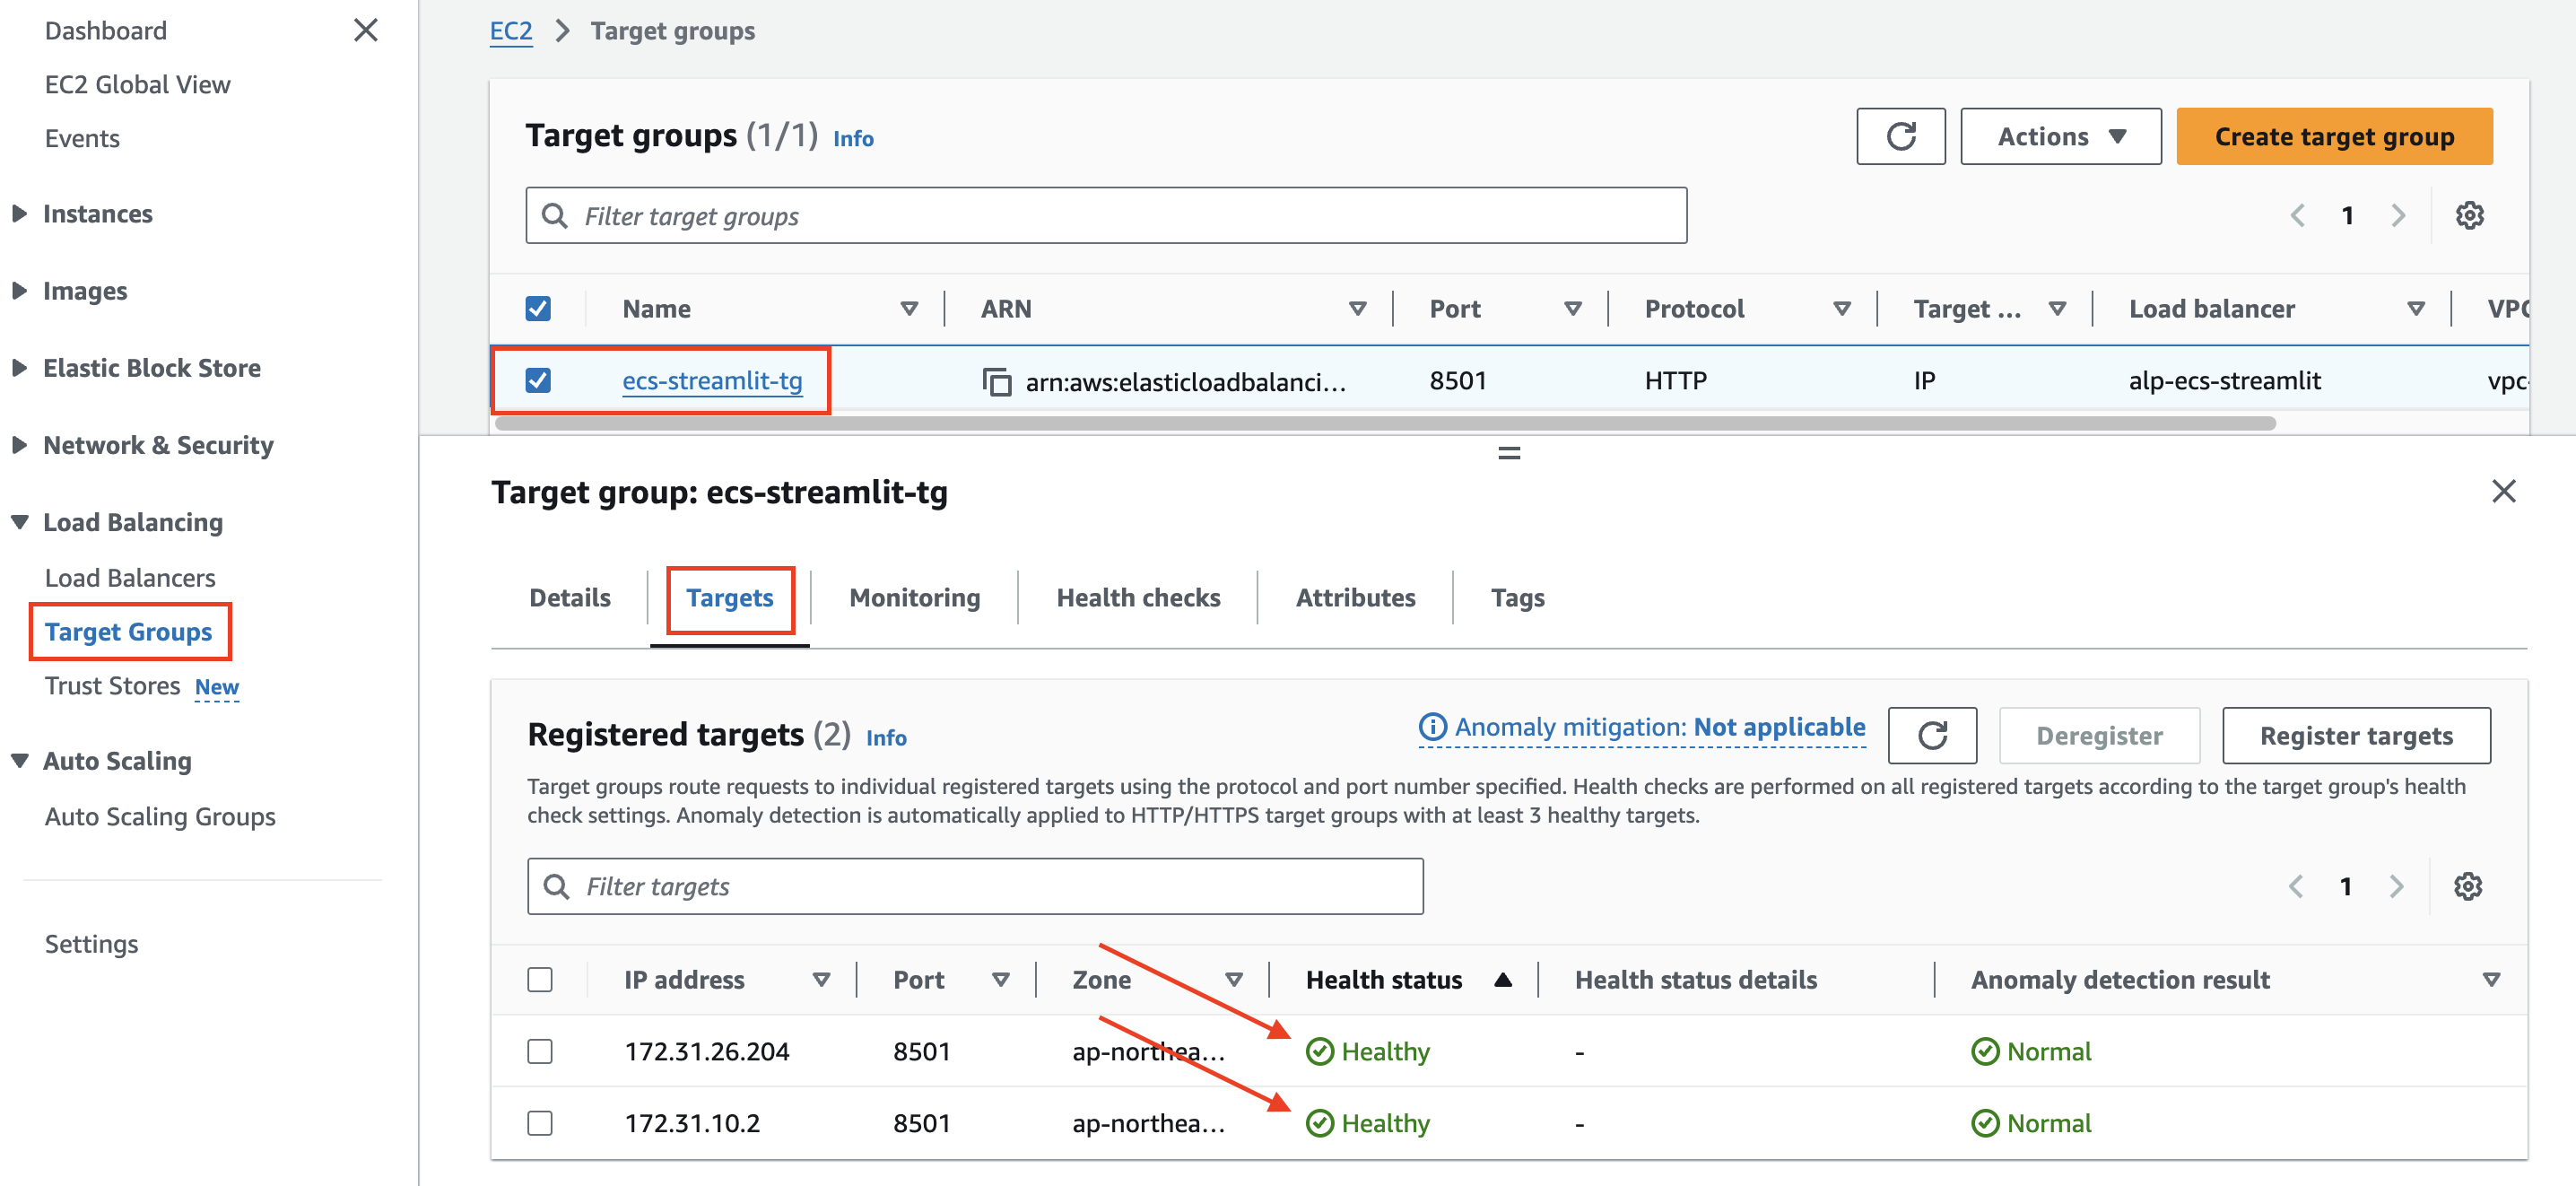 Dashboard
EC2 Global View
Events
Instances
Images
Elastic Block Store
Network & Security
Load Balancing
Load Balancers
Target Groups
Trust Stores New
Auto Scaling
Auto Scaling Groups
Settings
EC2 > Target groups
Target groups (1/1) Info
Actions
Create target group
Filter target groups
1
Name ARN Port Protocol Target ... Load balancer VPC
ecs-streamlit-tg arn:aws:elasticloadbalanci... 8501 HTTP IP alp-ecs-streamlit vpc-
Target group: ecs-streamlit-tg
Details Targets Monitoring Health checks Attributes Tags
Registered targets (2) Info
Anomaly mitigation: Not applicable
Deregister
Register targets
Target groups route requests to individual registered targets using the protocol and port number specified. Health checks are performed on all registered targets according to the target group's health
check settings. Anomaly detection is automatically applied to HTTP/HTTPS target groups with at least 3 healthy targets.
Filter targets
1
IP address Port Zone Health status Health status details Anomaly detection result
172.31.26.204 8501 ap-northea... Healthy - Normal
172.31.10.2 8501 ap-northea... Healthy - Normal